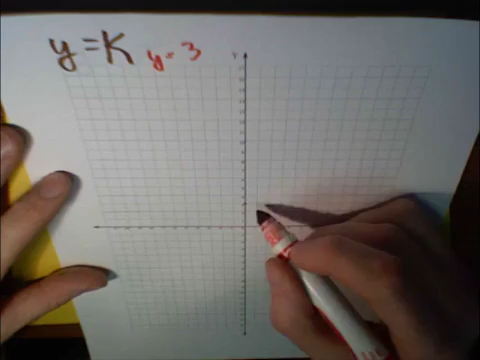 y = K y = 3
y